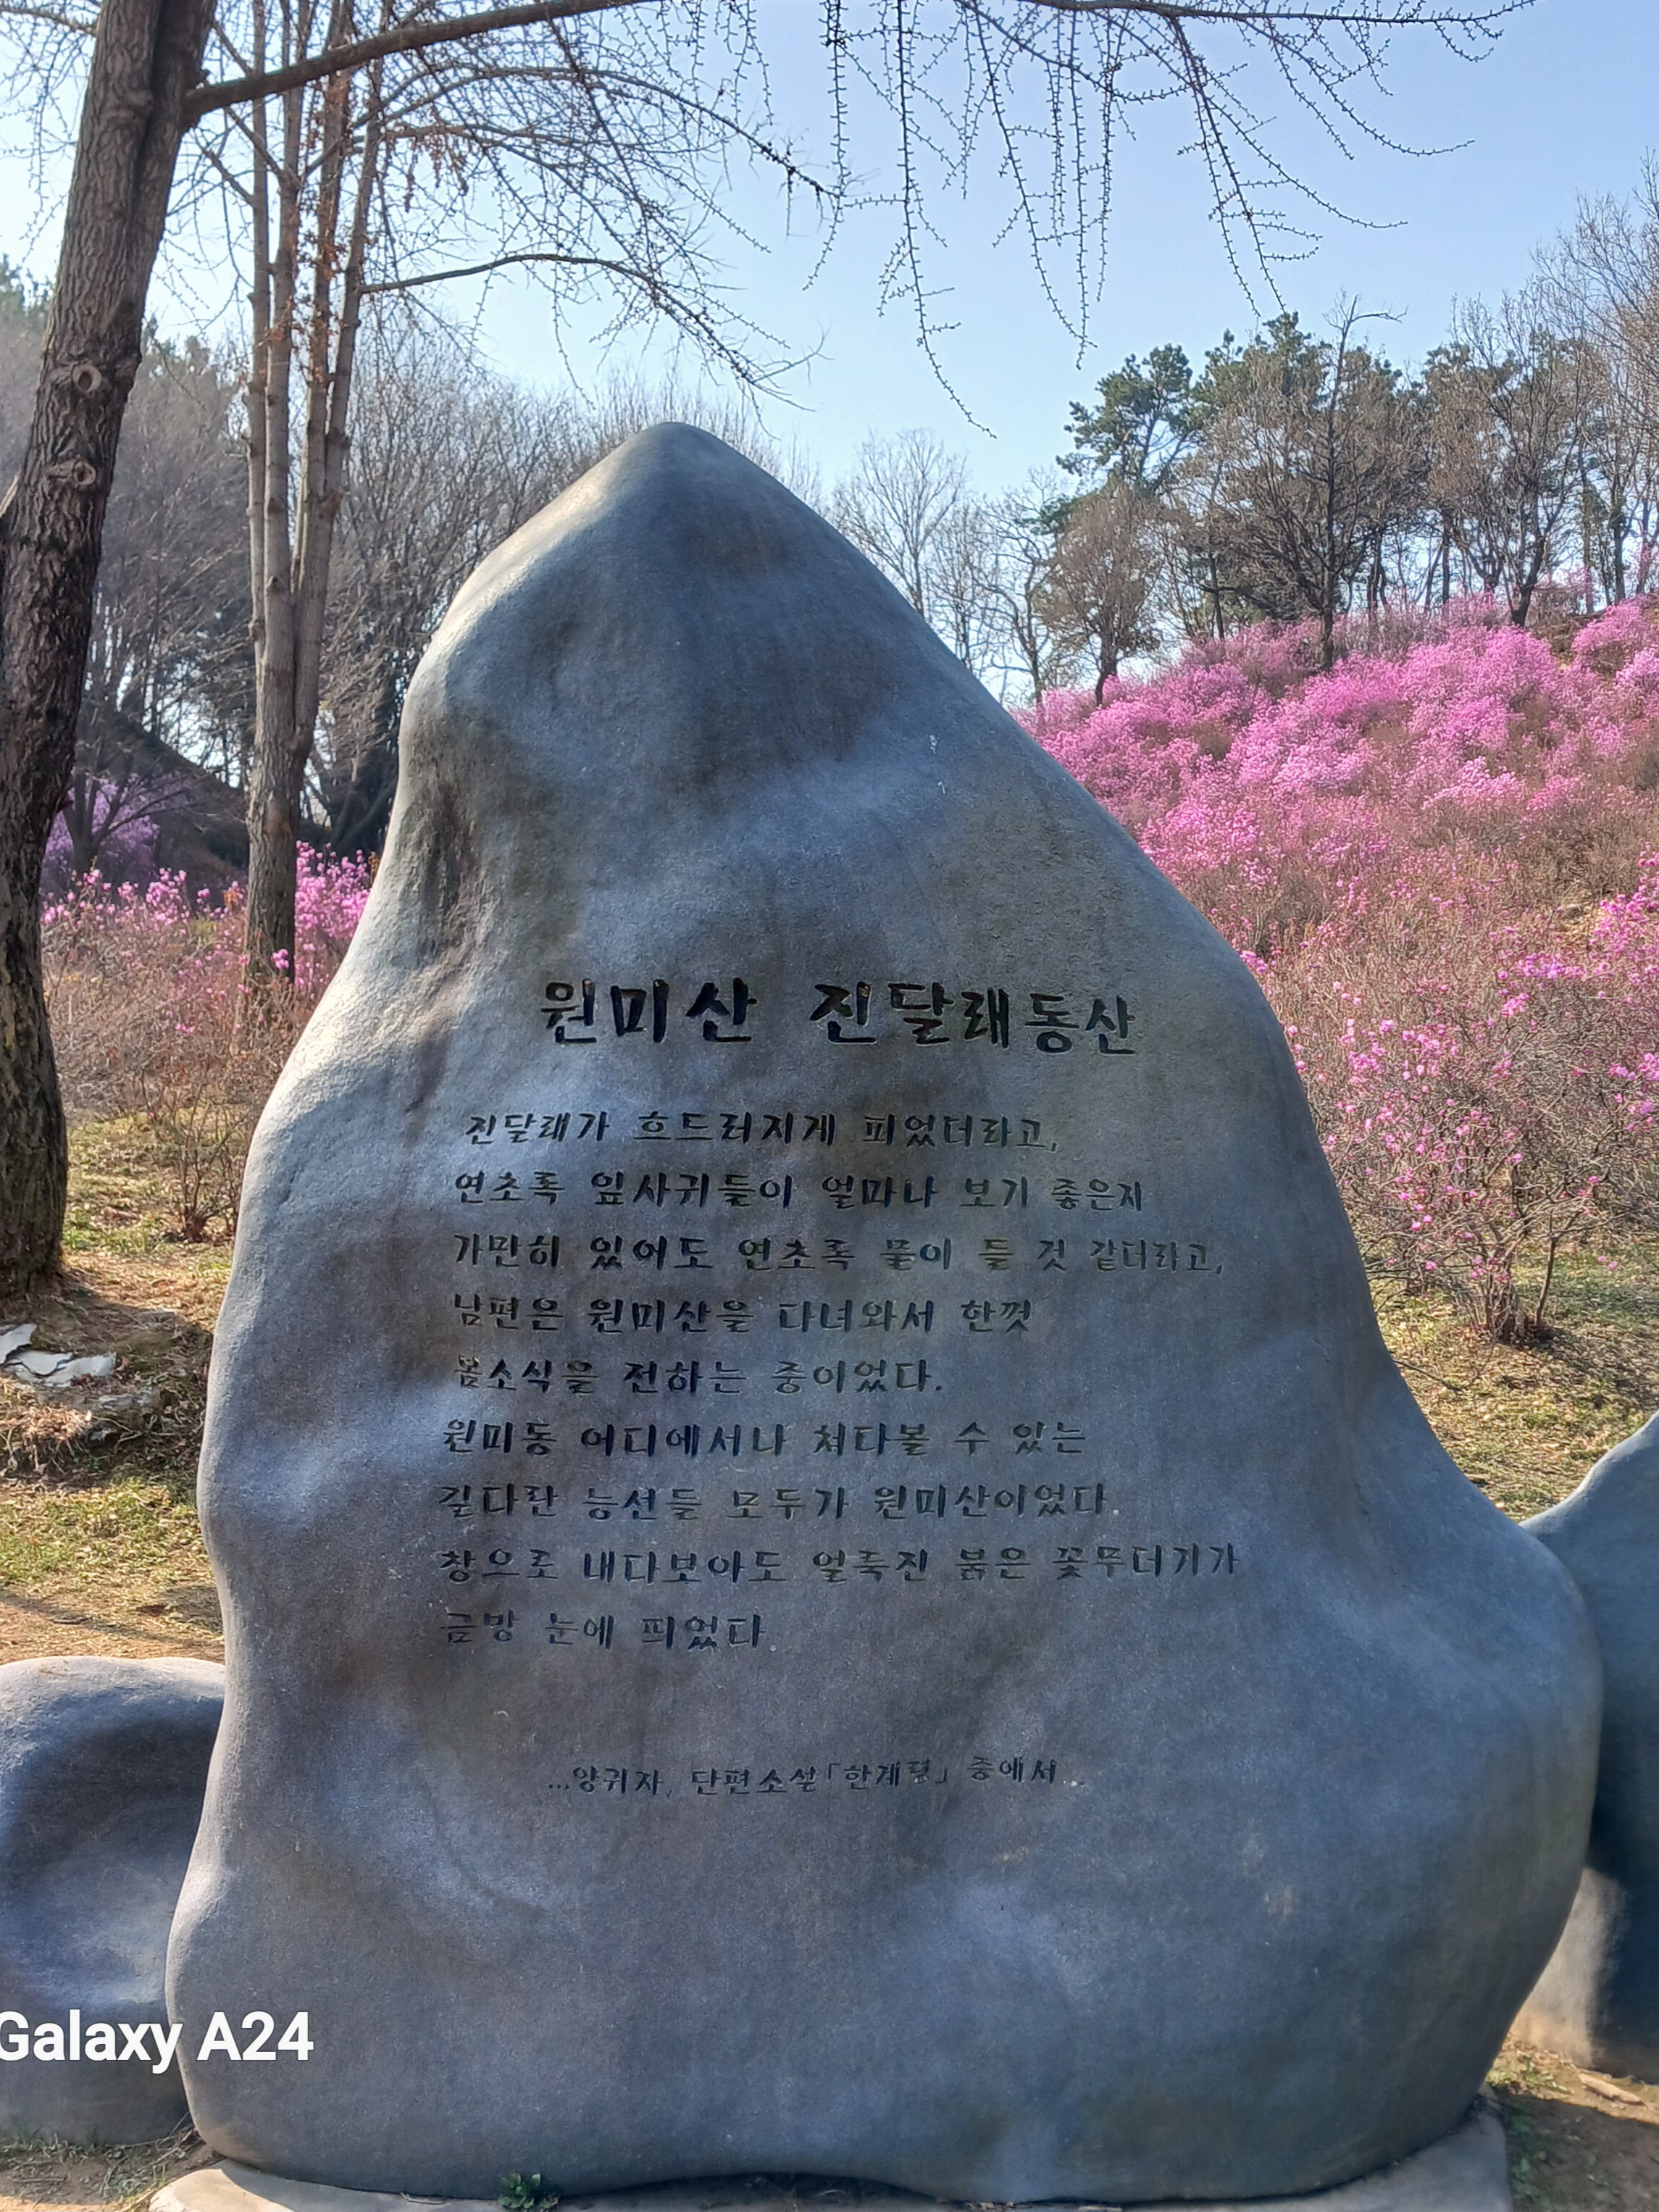 원미산 진달래동산
진달래가 흐드러지게 피었더라고,
연초록 잎사귀들이 얼마나 보기 좋은지
가만히 있어도 연초록 물이 들 것 같더라고,
남편은 원미산을 다녀와서 한껏
봄소식을 전하는 중이었다.
원미동 어디에서나 쳐다볼 수 있는
길다란 능선들 모두가 원미산이었다.
창으로 내다보아도 얼룩진 붉은 꽃무더기가
금방 눈에 띄었다
...양귀자, 단편소설「한계령」중에서..
Galaxy A24